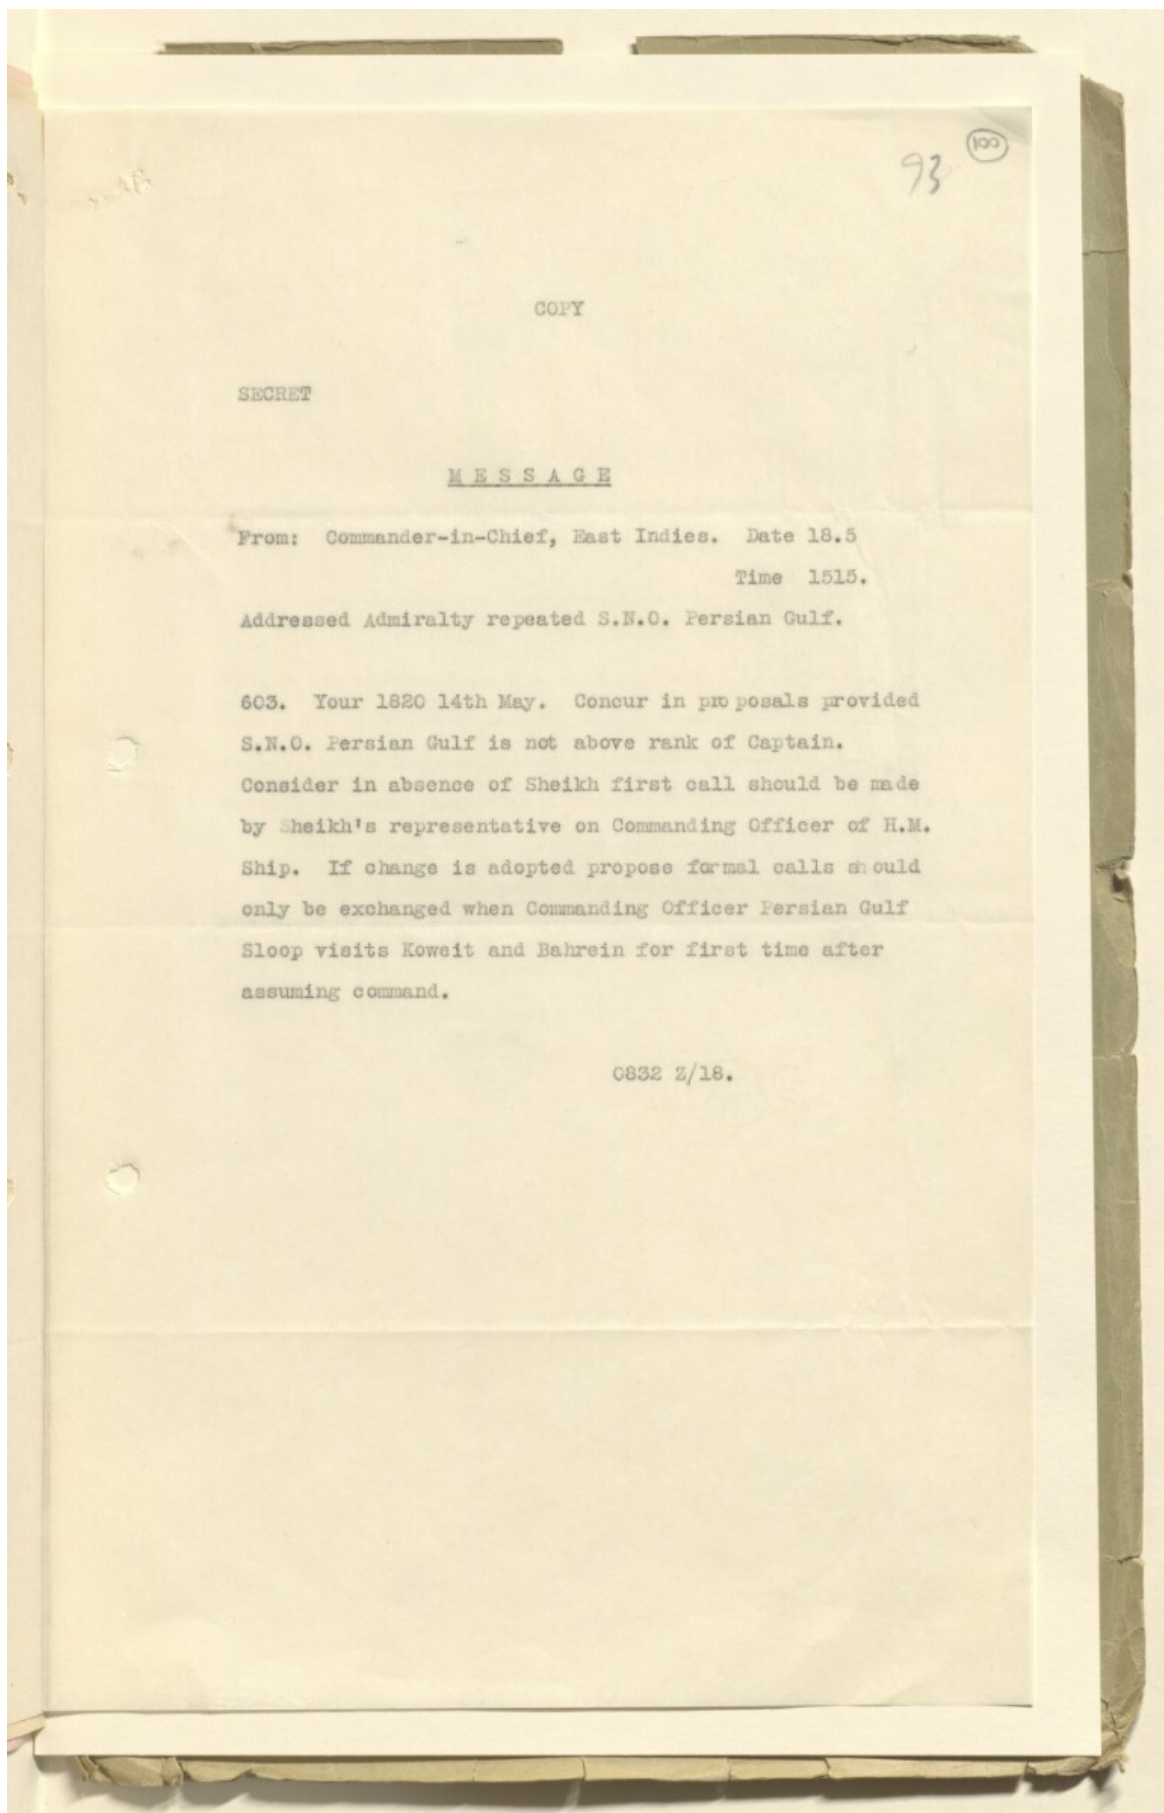 100
93
COPY
SECRET
MESSAGE
From: Commander-in-Chief, East Indies. Date 18.5
Time 1515.
Addressed Admiralty repeated S.N.O. Persian Gulf.
603. Your 1820 14th May. Concur in proposals provided
S.N.O. Persian Gulf is not above rank of Captain.
Consider in absence of Sheikh first call should be made
by Sheikh's representative on Commanding Officer of H.M.
Ship. If change is adopted propose formal calls should
only be exchanged when Commanding Officer Persian Gulf
Sloop visits Koweit and Bahrein for first time after
assuming command.
0832 Z/18.